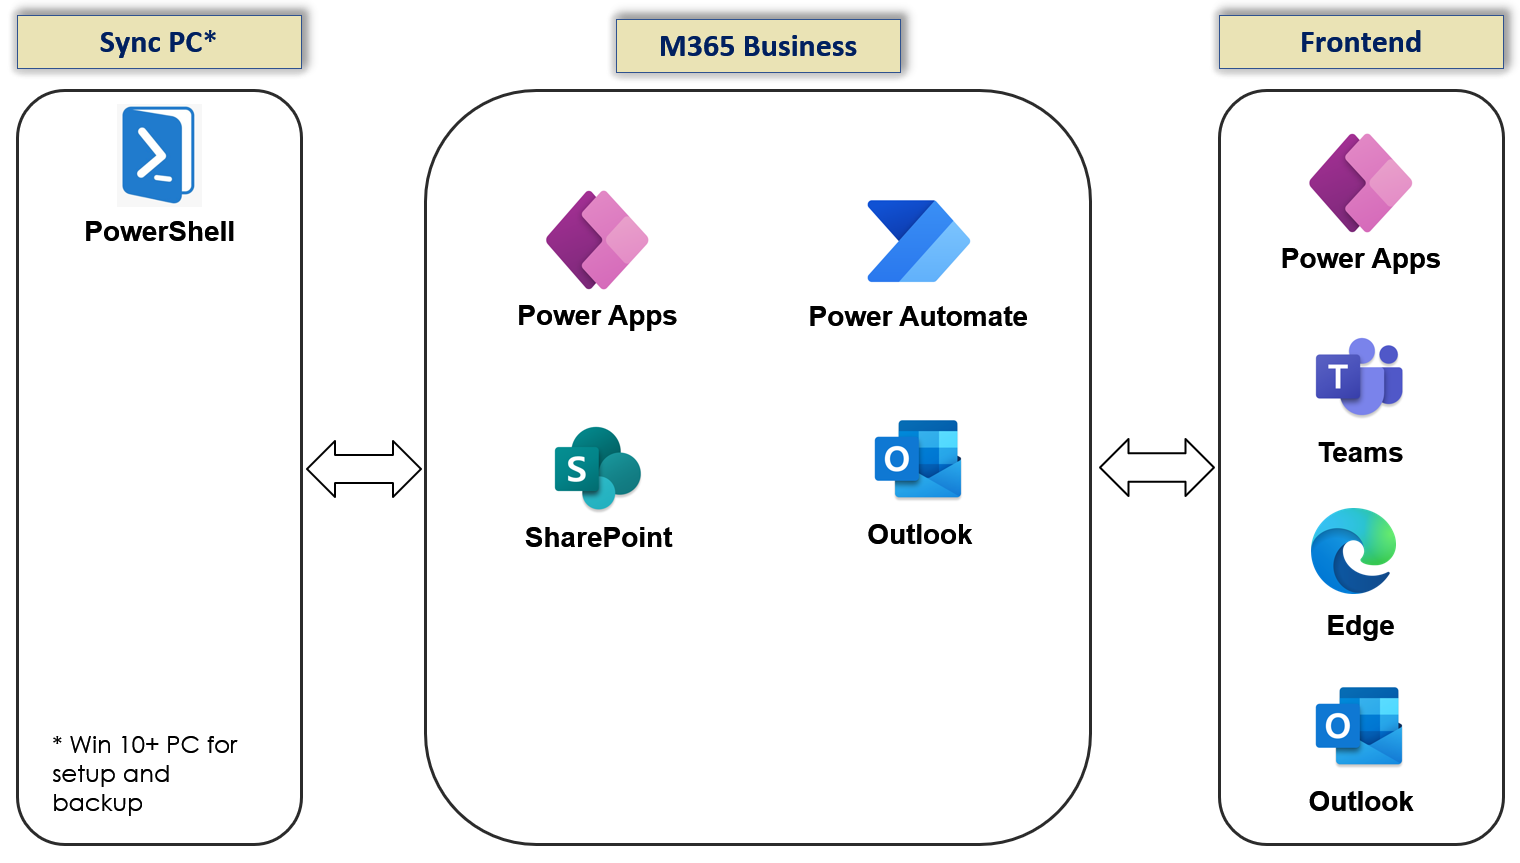 Sync PC*
M365 Business
Frontend
PowerShell
* Win 10+ PC for
setup and
backup
Power Apps
Power Automate
S
SharePoint
O
Outlook
Power Apps
T
Teams
Edge
O
Outlook